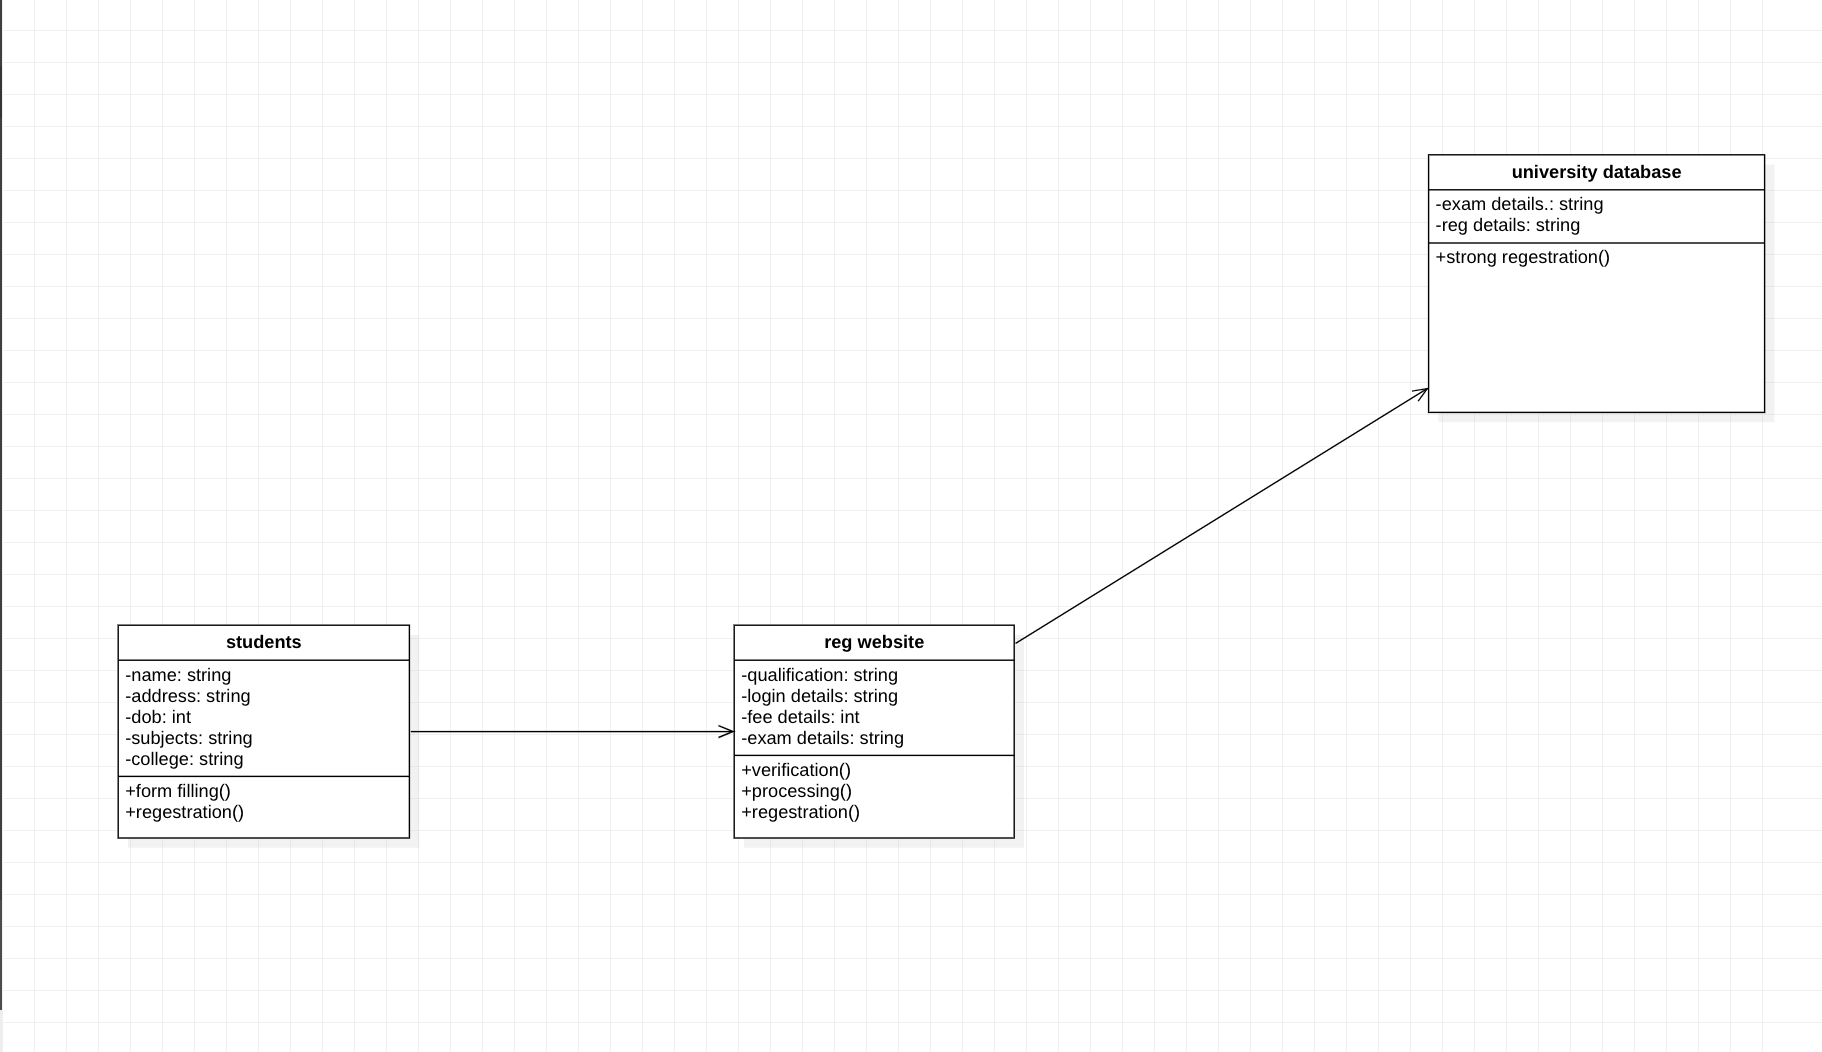 university database
-exam details.: string
-reg details: string
+strong regestration()
students
-name: string
-address: string
-dob: int
-subjects: string
-college: string
+form filling()
+regestration()
reg website
-qualification: string
-login details: string
-fee details: int
-exam details: string
+verification()
+processing()
+regestration()